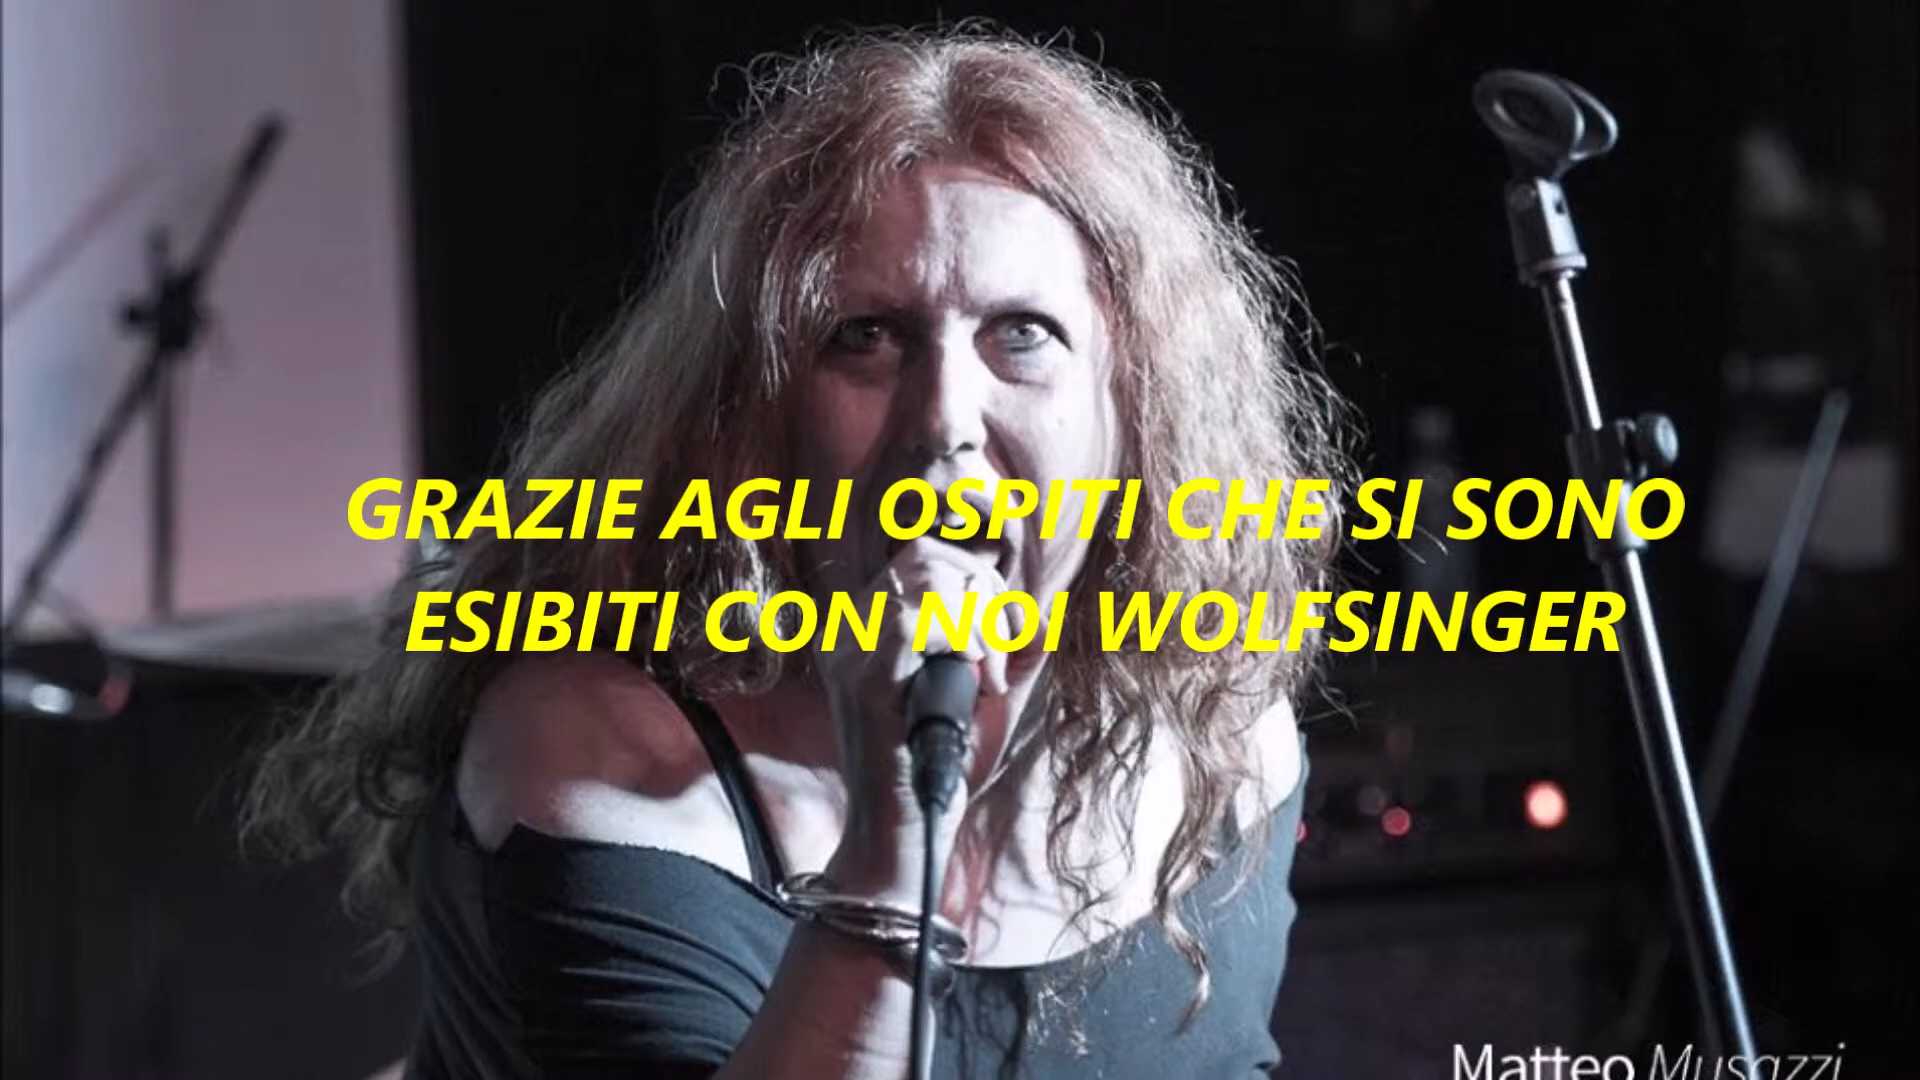 GRAZIE AGLI OSPITI CHE SI SONO
ESIBITI CON NOI WOLFSINGER
Matteo Musazzi